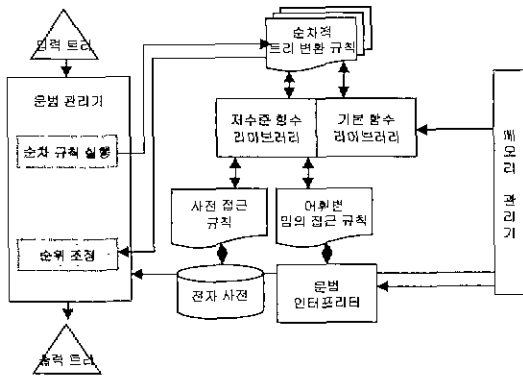 입력 트리
순차적
트리 변환 규칙
문법 관리기
저수준 함수
라이브러리
기본 함수
라이브러리
순차 규칙 실행
메모리 관리기
사전 접근
규칙
어휘별
의미 접근 규칙
순위 조정
전자 사전
문법
인터프리터
출력 트리